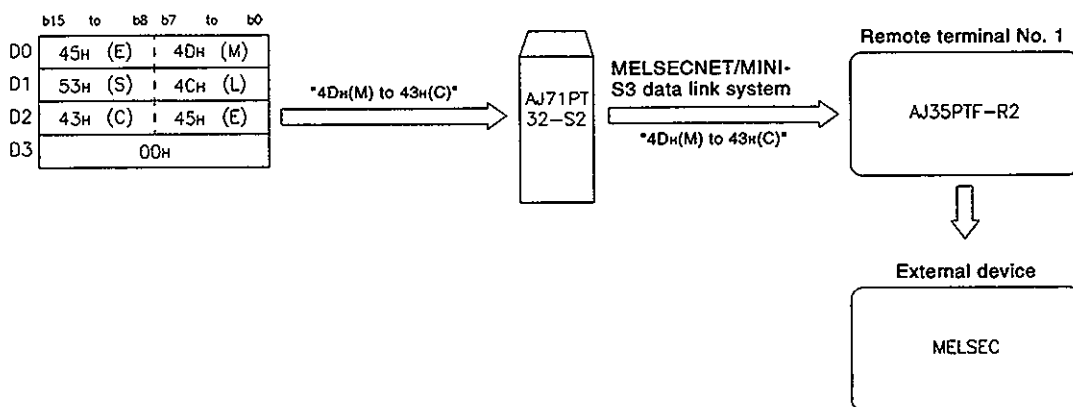 b15 to b8 b7 to b0
D0 45H (E) 4DH (M)
D1 53H (S) 4CH (L)
D2 43H (C) 45H (E)
D3 00H
"4DH(M) to 43H(C)"
AJ71PT
32-S2
MELSECNET/MINI-
S3 data link system
"4DH(M) to 43H(C)"
Remote terminal No. 1
AJ35PTF-R2
External device
MELSEC